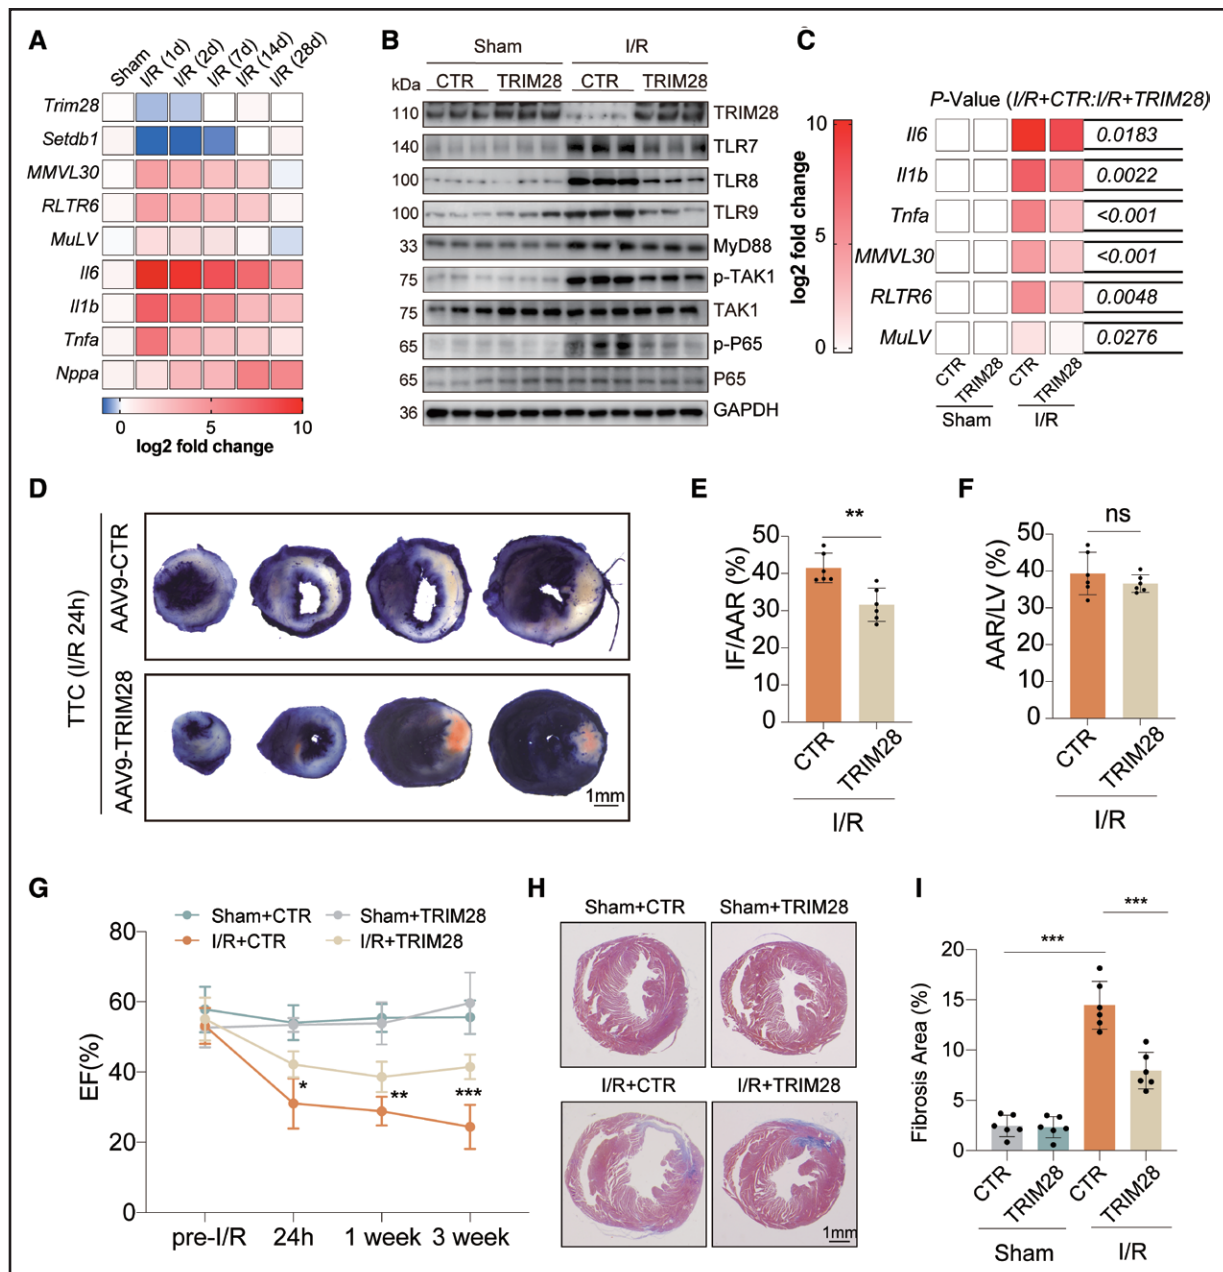 A
Sham
I/R (1d)
I/R (2d)
I/R (7d)
I/R (14d)
I/R (28d)
Trim28
Setdb1
MMVL30
RLTR6
MuLV
Il6
Il1b
Tnfa
Nppa
0
10
log2 fold change
B
Sham
I/R
CTR
TRIM28
CTR
TRIM28
kDa
110
TRIM28
140
TLR7
100
TLR8
100
TLR9
33
MyD88
75
p-TAK1
75
TAK1
65
p-P65
65
P65
36
GAPDH
C
P-Value (I/R+CTR:I/R+TRIM28)
10
5
0
log2 fold change
Il6
0.0183
Il1b
0.0022
Tnfa
<0.001
MMVL30
<0.001
RLTR6
0.0048
MuLV
0.0276
CTR
TRIM28
CTR
TRIM28
Sham
I/R
D
TTC (I/R 24h)
AAV9-CTR
AAV9-TRIM28
1mm
E
IF/AAR (%)
50
40
30
20
10
0
**
CTR
TRIM28
I/R
F
AAR/LV (%)
50
40
30
20
10
0
ns
CTR
TRIM28
I/R
G
Sham+CTR
Sham+TRIM28
I/R+CTR
I/R+TRIM28
EF(%)
80
60
40
20
0
*
**
***
pre-I/R
24h
1 week
3 week
H
Sham+CTR
Sham+TRIM28
I/R+CTR
I/R+TRIM28
1mm
I
Fibrosis Area (%)
20
15
10
5
0
***
***
CTR
TRIM28
CTR
TRIM28
Sham
I/R